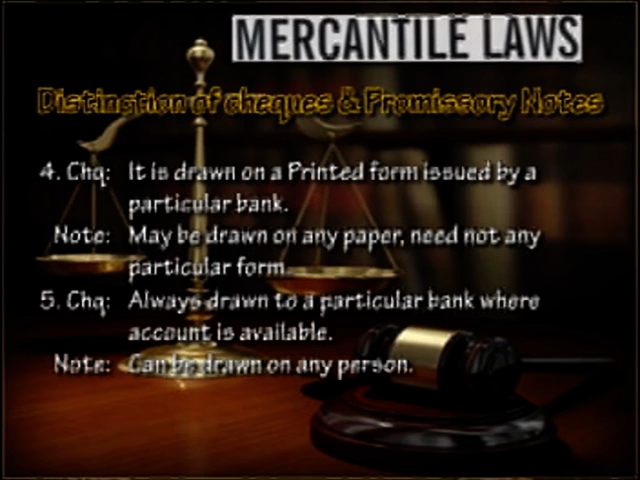 MERCANTILE LAWS
Distinction of cheques & Promissory Notes
4. Chq: It is drawn on a Printed form issued by a
particular bank.
Note: May be drawn on any paper, need not any
particular form.
5. Chq: Always drawn to a particular bank where
account is available.
Note: Can be drawn on any person.